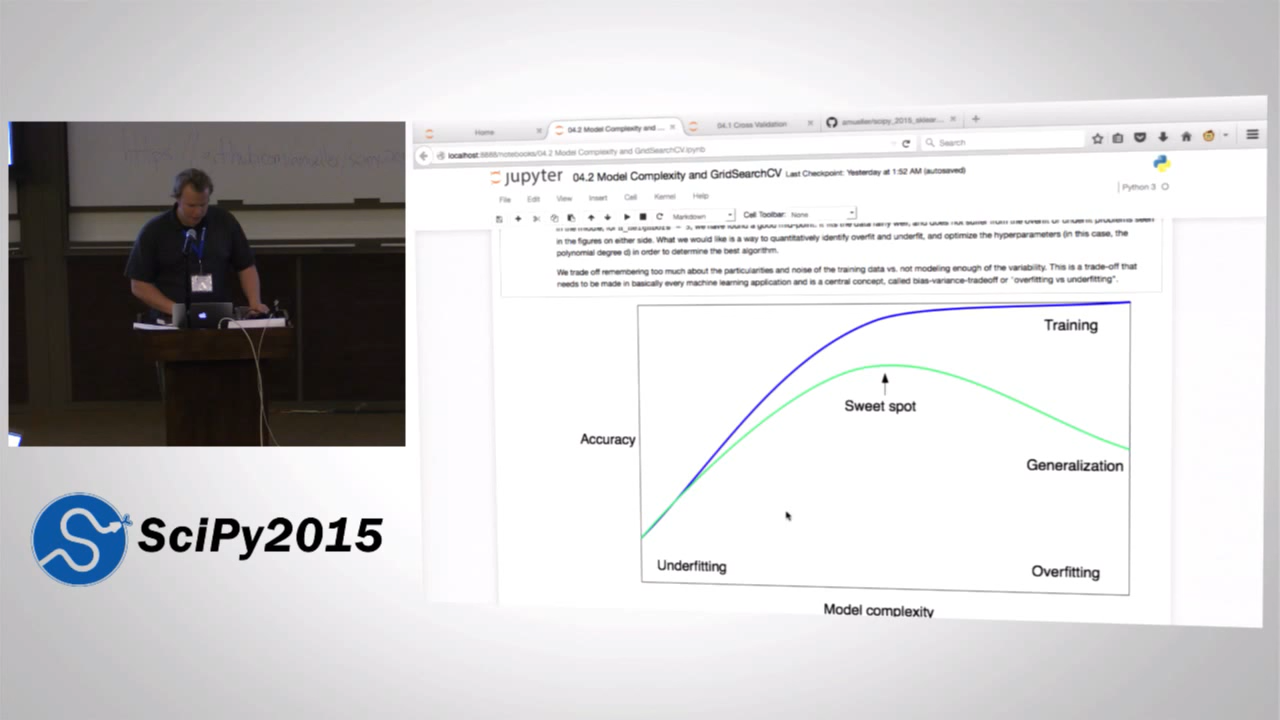 Home
04.2 Model Complexity and ...
04.1 Cross Validation
amueller/scipy_2015_sklear...
localhost:8888/notebooks/04.2 Model Complexity and GridSearchCV.ipynb
Search
jupyter 04.2 Model Complexity and GridSearchCV Last Checkpoint: Yesterday at 1:52 AM (autosaved)
File Edit View Insert Cell Kernel Help
Python 3
Markdown
Cell Toolbar: None
in the figures on either side. What we would like is a way to quantitatively identify overfit and underfit, and optimize the hyperparameters (in this case, the
polynomial degree d) in order to determine the best algorithm.
We trade off remembering too much about the particularities and noise of the training data vs. not modeling enough of the variability. This is a trade-off that
needs to be made in basically every machine learning application and is a central concept, called bias-variance-tradeoff or "overfitting vs underfitting".
Training
Sweet spot
Accuracy
Generalization
Underfitting
Overfitting
Model complexity
SciPy2015